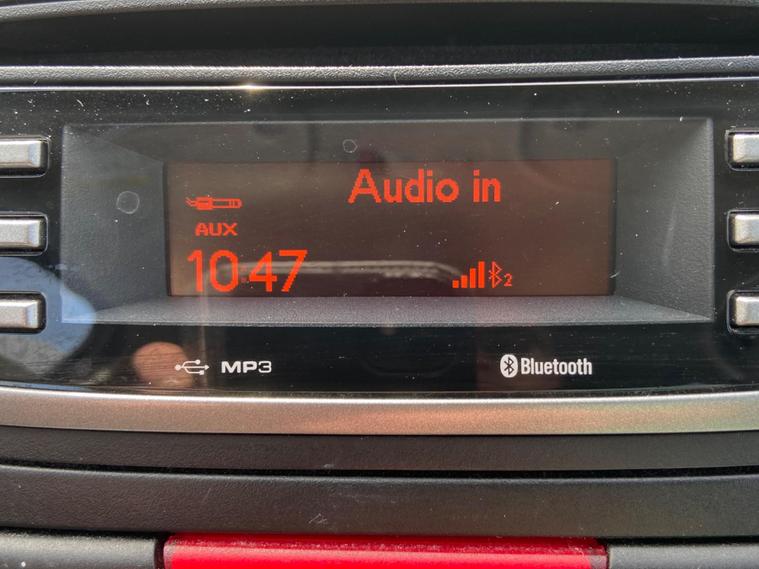 Audio in
AUX
10:47
2
MP3
Bluetooth